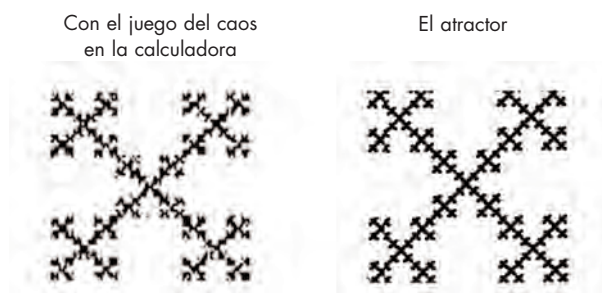 Con el juego del caos
en la calculadora
El atractor